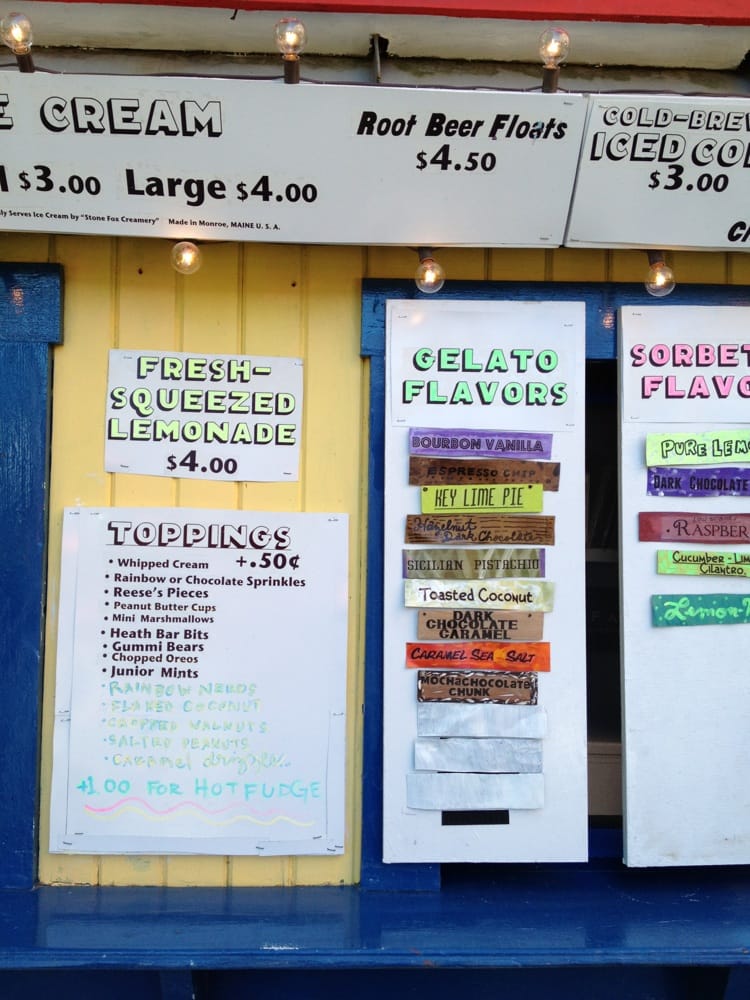 CREAM
$3.00 Large $4.00
Serves Ice Cream by "Stone Fox Creamery" Made in Monroe, MAINE U. S. A.
Root Beer Floats
$4.50
COLD-BREW
ICED CO
$3.00
FRESH-
SQUEEZED
LEMONADE
$4.00
TOPPINGS
+.50¢
• Whipped Cream
• Rainbow or Chocolate Sprinkles
• Reese's Pieces
• Peanut Butter Cups
• Mini Marshmallows
• Heath Bar Bits
• Gummi Bears
• Chopped Oreos
• Junior Mints
• RAINBOW NERDS
• FLAKED COCONUT
• CHOPPED WALNUTS
• SALTED PEANUTS
• CARAMEL drizzle
+1.00 FOR HOT FUDGE
GELATO
FLAVORS
BOURBON VANILLA
ESPRESSO CHIP
KEY LIME PIE
Hazelnut
Dark Chocolate
SICILIAN PISTACHIO
Toasted Coconut
DARK
CHOCOLATE
CARAMEL
CARAMEL SEA-SALT
MOCHACHOCOLATE
CHUNK
SORBET
FLAVO
PURE LEMO
DARK CHOCOLATE
RASPBER
CUCUMBER-LIM
CILANTRO
Lemon-